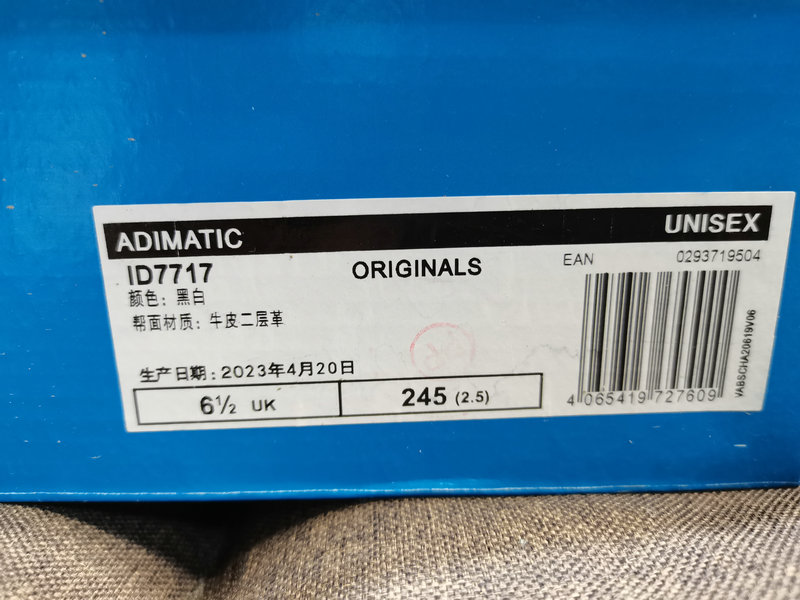 ADIMATIC UNISEX
ID7717 ORIGINALS EAN 0293719504
颜色：黑白
帮面材质：牛皮二层革
生产日期：2023年4月20日
6½ UK 245 (2.5)
4 065419 727609
VABSCHA20619V06